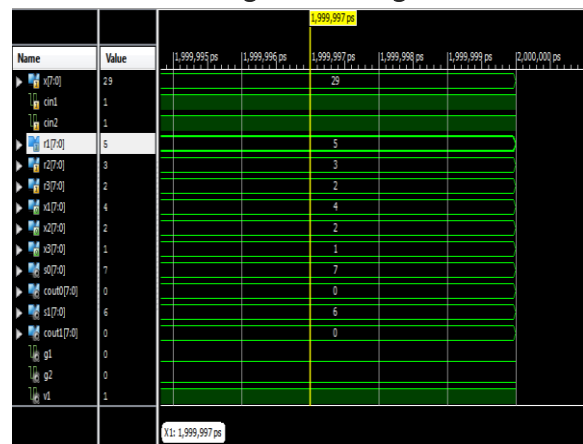 1,999,997 ps
Name Value 1,999,995 ps 1,999,996 ps 1,999,997 ps 1,999,998 ps 1,999,999 ps 2,000,000 ps
x[7:0] 29 29
cin1 1
cin2 1
r1[7:0] 5 5
r2[7:0] 3 3
r3[7:0] 2 2
x1[7:0] 4 4
x2[7:0] 2 2
x3[7:0] 1 1
s0[7:0] 7 7
cout0[7:0] 0 0
s1[7:0] 6 6
cout1[7:0] 0 0
g1 0
g2 0
v1 1
X1: 1,999,997 ps